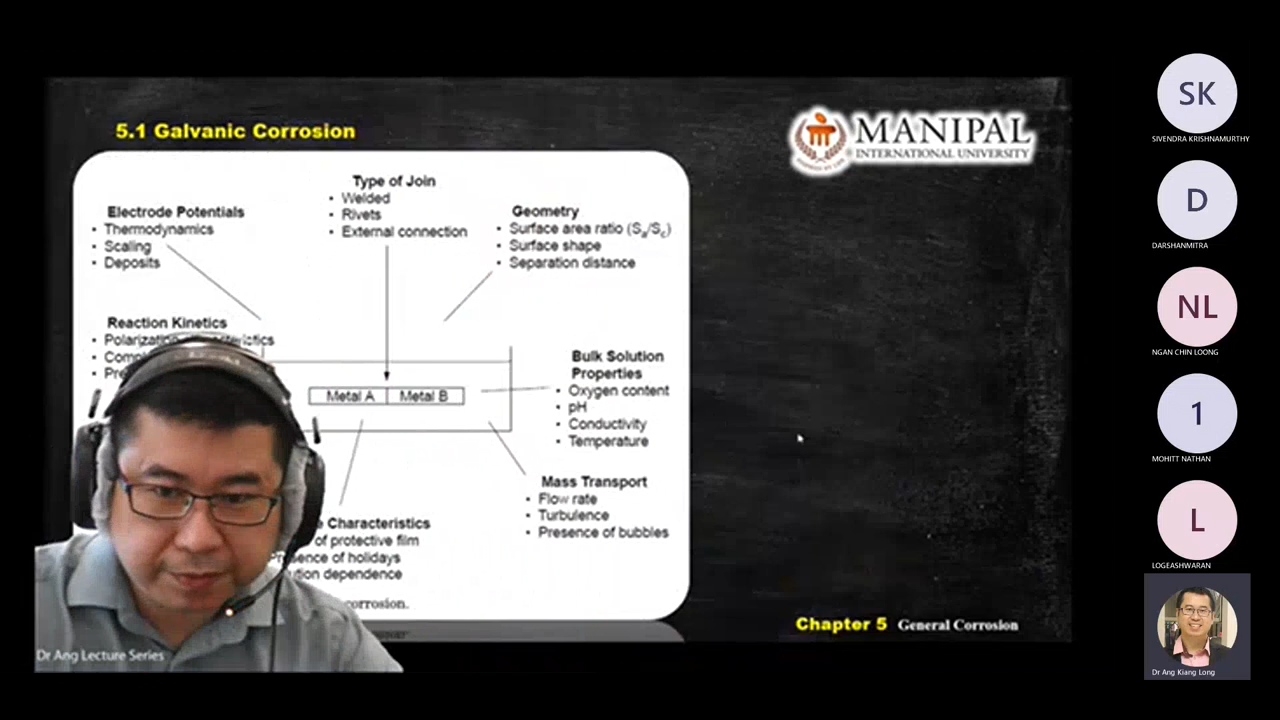 5.1 Galvanic Corrosion
MANIPAL
INTERNATIONAL UNIVERSITY
Type of Join
• Welded
• Rivets
• External connection
Electrode Potentials
• Thermodynamics
• Scaling
• Deposits
Geometry
• Surface area ratio (Sa/Sc)
• Surface shape
• Separation distance
Reaction Kinetics
• Polarization
Metal A
Metal B
Bulk Solution
Properties
• Oxygen content
• pH
• Conductivity
• Temperature
Mass Transport
• Flow rate
• Turbulence
• Presence of bubbles
Characteristics
of protective film
of holidays
dependence
corrosion.
Chapter 5 General Corrosion
Dr Ang Lecture Series
SK
SIVENDRA KRISHNAMURTHY
D
DARSHANMITRA
NL
NGAN CHIN LOONG
1
MOHITT NATHAN
L
LOGEASHWARAN
Dr Ang Kiang Long